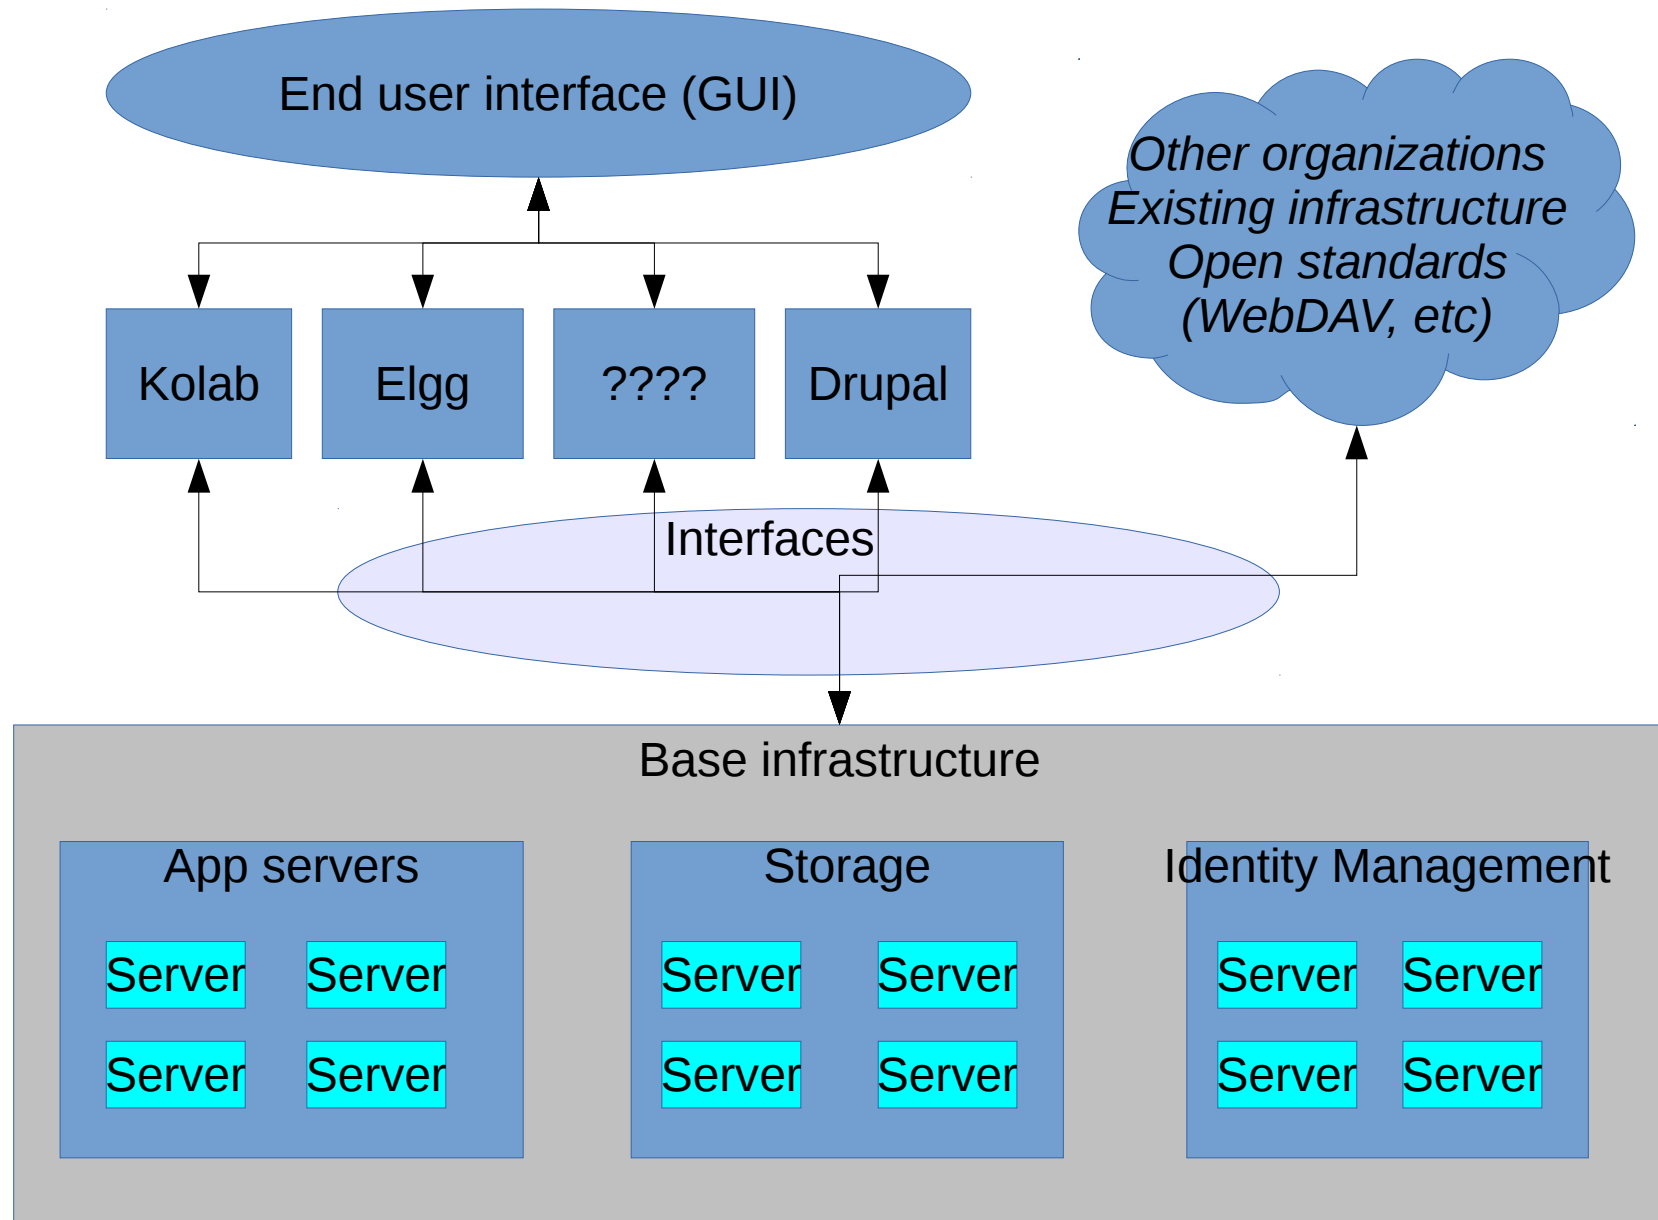 End user interface (GUI)
Other organizations
Existing infrastructure
Open standards
(WebDAV, etc)
Kolab
Elgg
????
Drupal
Interfaces
Base infrastructure
App servers
Storage
Identity Management
Server Server Server Server Server Server
Server Server Server Server Server Server